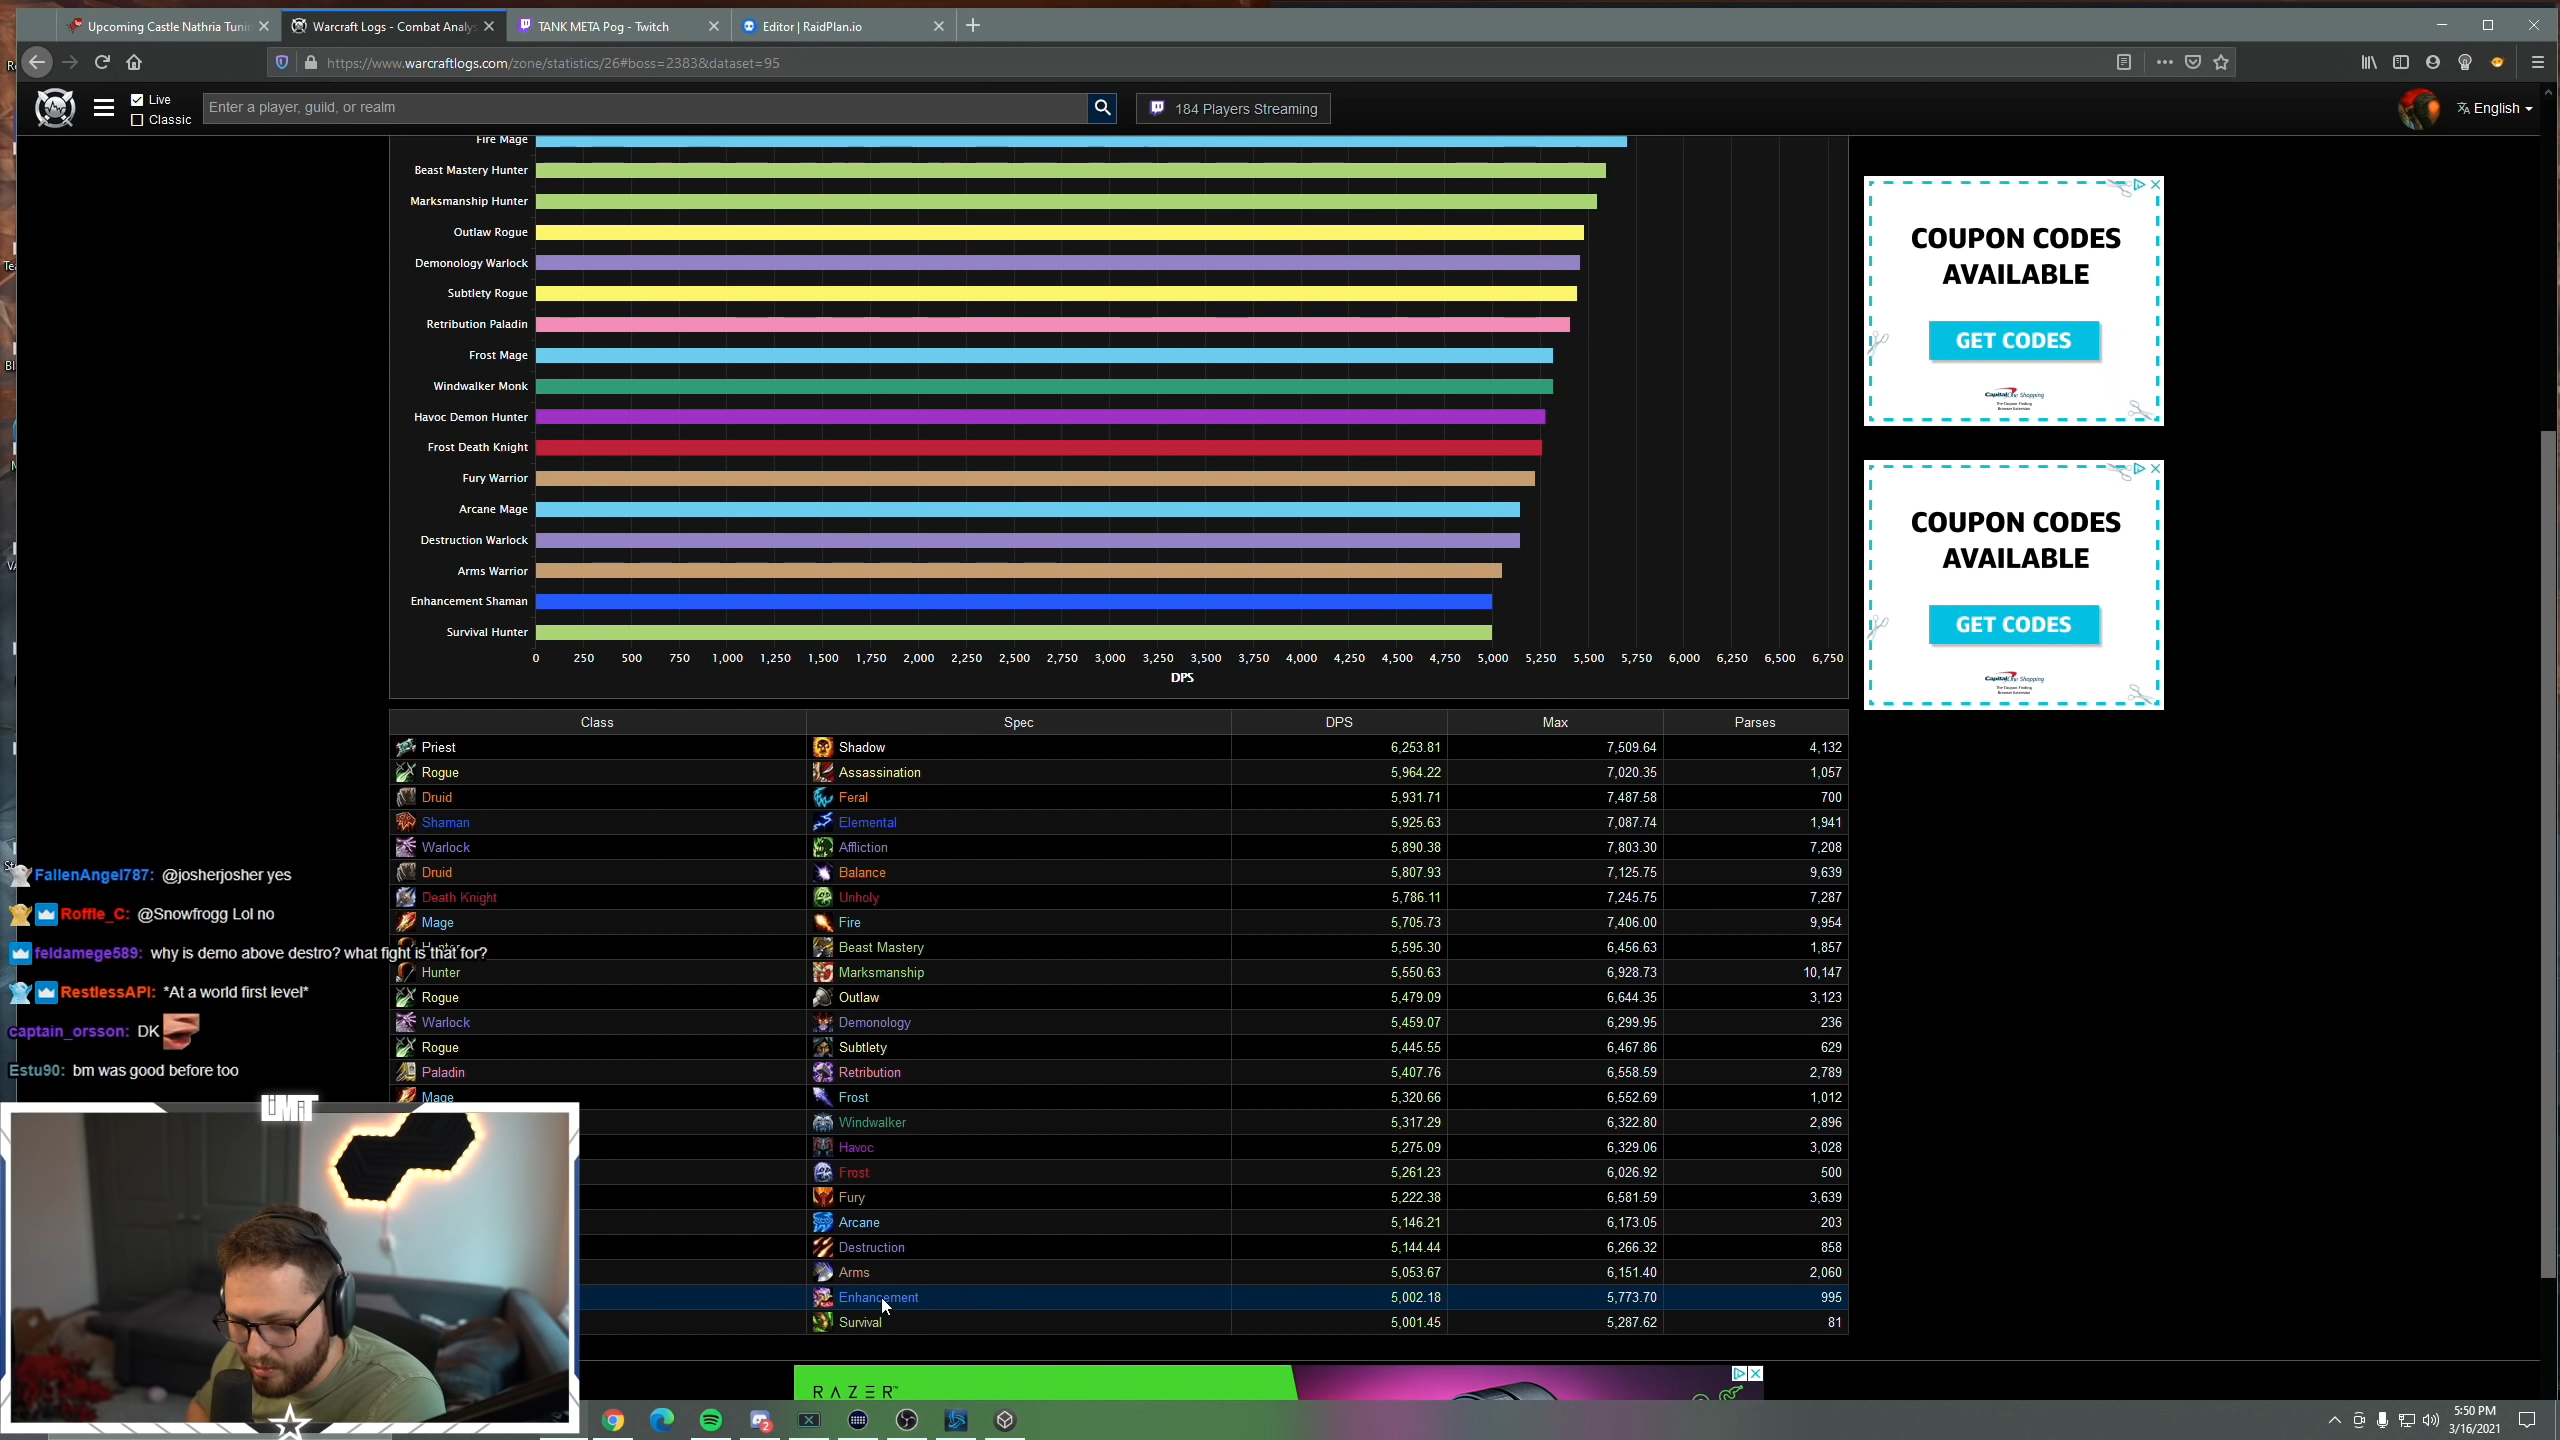 Upcoming Castle Nathria Tunin
Warcraft Logs - Combat Analys
TANK META Pog - Twitch
Editor | RaidPlan.io
https://www.warcraftlogs.com/zone/statistics/26#boss=2383&dataset=95
Live
Classic
Enter a player, guild, or realm
184 Players Streaming
English
Fire Mage
Beast Mastery Hunter
Marksmanship Hunter
Outlaw Rogue
Demonology Warlock
Subtlety Rogue
Retribution Paladin
Frost Mage
Windwalker Monk
Havoc Demon Hunter
Frost Death Knight
Fury Warrior
Arcane Mage
Destruction Warlock
Arms Warrior
Enhancement Shaman
Survival Hunter
0 250 500 750 1,000 1,250 1,500 1,750 2,000 2,250 2,500 2,750 3,000 3,250 3,500 3,750 4,000 4,250 4,500 4,750 5,000 5,250 5,500 5,750 6,000 6,250 6,500 6,750
DPS
COUPON CODES
AVAILABLE
GET CODES
Capital One Shopping
The Coupon Finding
Browser Extension
COUPON CODES
AVAILABLE
GET CODES
Capital One Shopping
The Coupon Finding
Browser Extension
Class Spec DPS Max Parses
Priest Shadow 6,253.81 7,509.64 4,132
Rogue Assassination 5,964.22 7,020.35 1,057
Druid Feral 5,931.71 7,487.58 700
Shaman Elemental 5,925.63 7,087.74 1,941
Warlock Affliction 5,890.38 7,803.30 7,208
Druid Balance 5,807.93 7,125.75 9,639
Death Knight Unholy 5,786.11 7,245.75 7,287
Mage Fire 5,705.73 7,406.00 9,954
Hunter Beast Mastery 5,595.30 6,456.63 1,857
Hunter Marksmanship 5,550.63 6,928.73 10,147
Rogue Outlaw 5,479.09 6,644.35 3,123
Warlock Demonology 5,459.07 6,299.95 236
Rogue Subtlety 5,445.55 6,467.86 629
Paladin Retribution 5,407.76 6,558.59 2,789
Mage Frost 5,320.66 6,552.69 1,012
Windwalker 5,317.29 6,322.80 2,896
Havoc 5,275.09 6,329.06 3,028
Frost 5,261.23 6,026.92 500
Fury 5,222.38 6,581.59 3,639
Arcane 5,146.21 6,173.05 203
Destruction 5,144.44 6,266.32 858
Arms 5,053.67 6,151.40 2,060
Enhancement 5,002.18 5,773.70 995
Survival 5,001.45 5,287.62 81
FallenAngel787: @josherjosher yes
Roffle_C: @Snowfrogg Lol no
feldamege589: why is demo above destro? what fight is that for?
RestlessAPI: *At a world first level*
captain_orsson: DK
Estu90: bm was good before too
LIMIT
RAZER
2
5:50 PM
3/16/2021